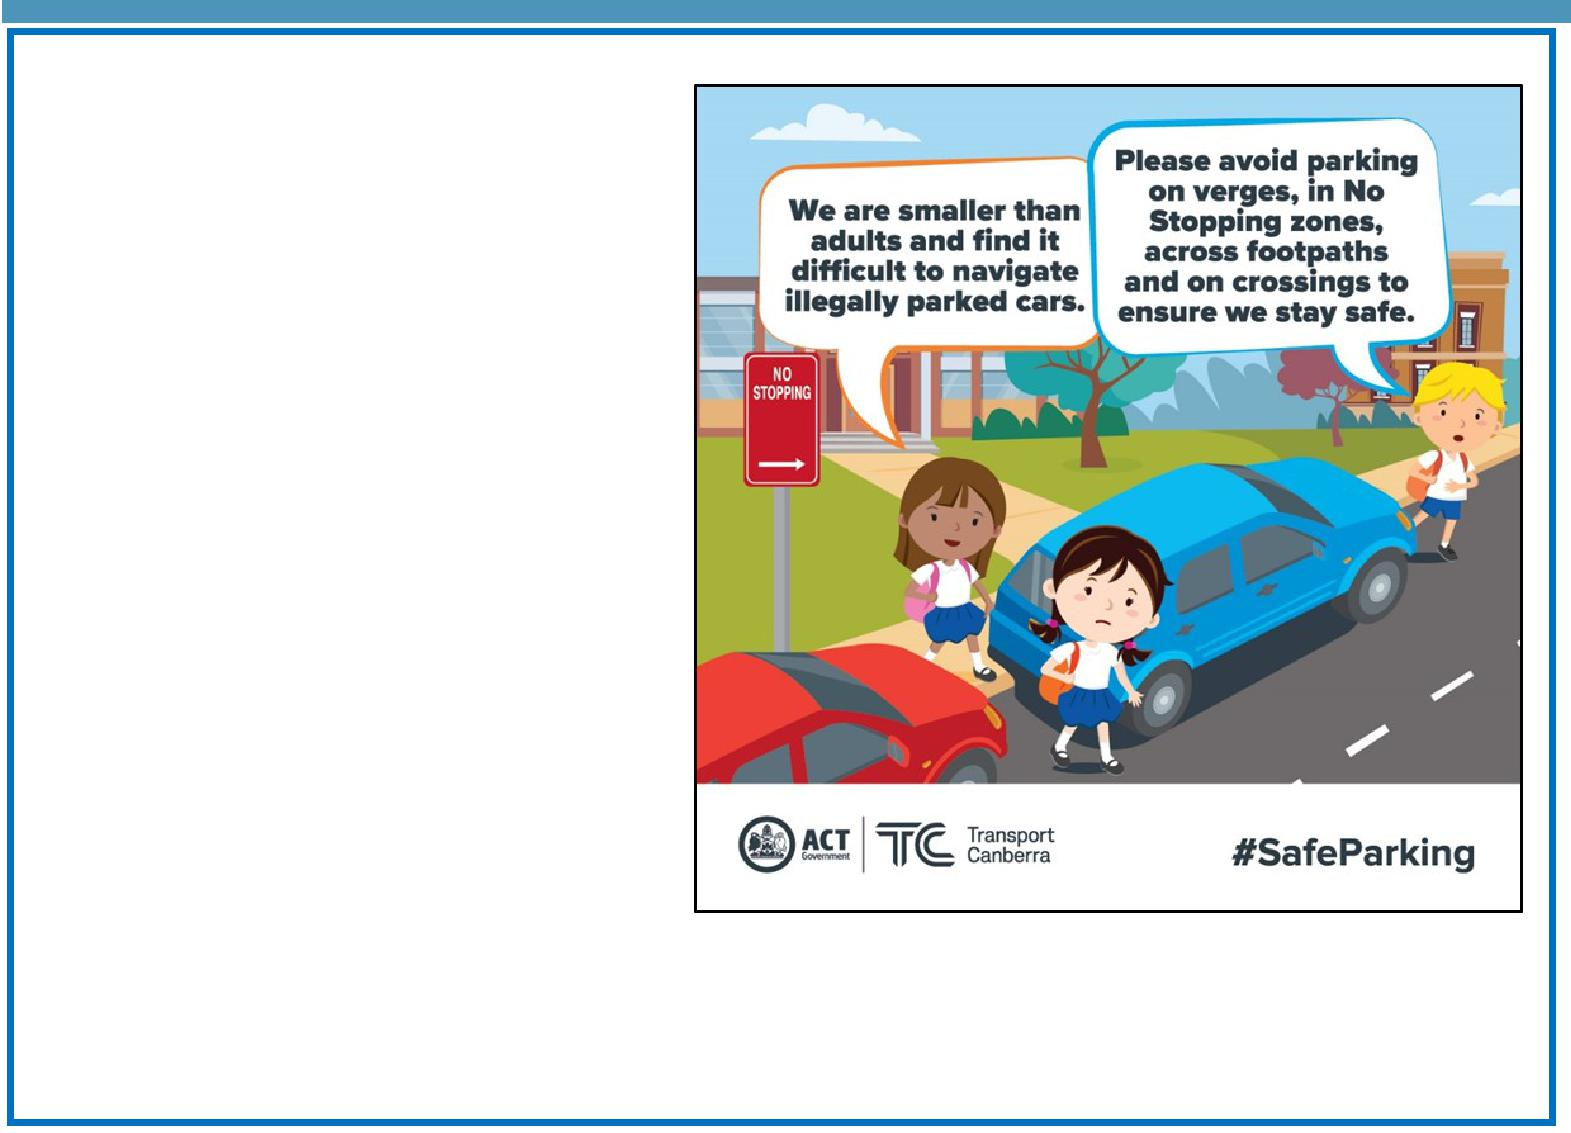 We are smaller than
adults and find it
difficult to navigate
illegally parked cars.
Please avoid parking
on verges, in No
Stopping zones,
across footpaths
and on crossings to
ensure we stay safe.
NO
STOPPING
ACT
Government
TC
Transport
Canberra
#SafeParking